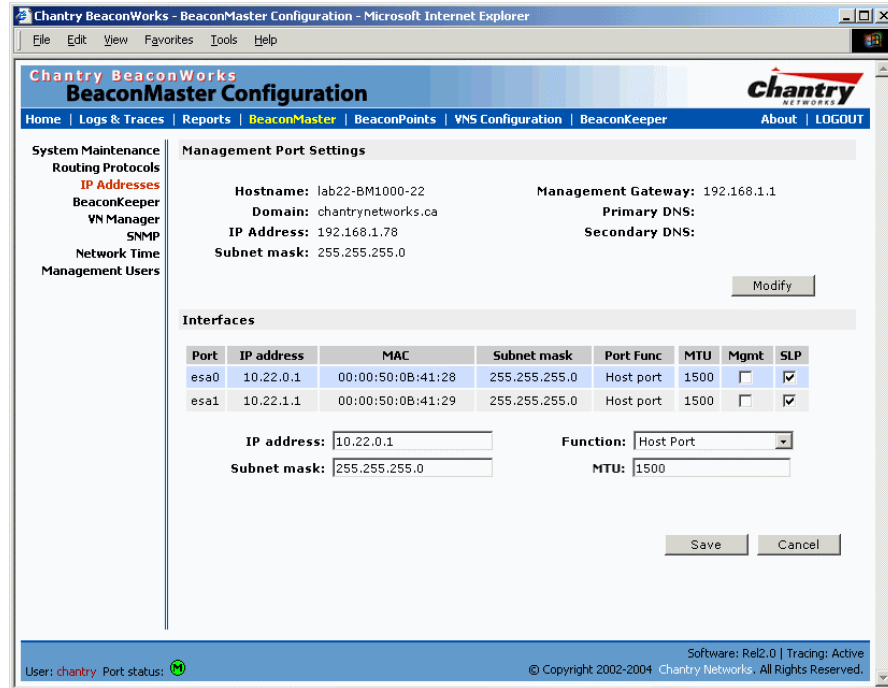 Chantry BeaconWorks - BeaconMaster Configuration - Microsoft Internet Explorer
File Edit View Favorites Tools Help
Chantry BeaconWorks
BeaconMaster Configuration
chantry
NETWORKS
Home | Logs & Traces | Reports | BeaconMaster | BeaconPoints | VNS Configuration | BeaconKeeper About | LOGOUT
System Maintenance
Routing Protocols
IP Addresses
BeaconKeeper
VN Manager
SNMP
Network Time
Management Users
Management Port Settings
Hostname: lab22-BM1000-22 Management Gateway: 192.168.1.1
Domain: chantrynetworks.ca Primary DNS:
IP Address: 192.168.1.78 Secondary DNS:
Subnet mask: 255.255.255.0
Modify
Interfaces
Port IP address MAC Subnet mask Port Func MTU Mgmt SLP
esa0 10.22.0.1 00:00:50:0B:41:28 255.255.255.0 Host port 1500
esa1 10.22.1.1 00:00:50:0B:41:29 255.255.255.0 Host port 1500
IP address: 10.22.0.1 Function: Host Port
Subnet mask: 255.255.255.0 MTU: 1500
Save Cancel
Software: Rel2.0 | Tracing: Active
User: chantry Port status: M © Copyright 2002-2004 Chantry Networks. All Rights Reserved.